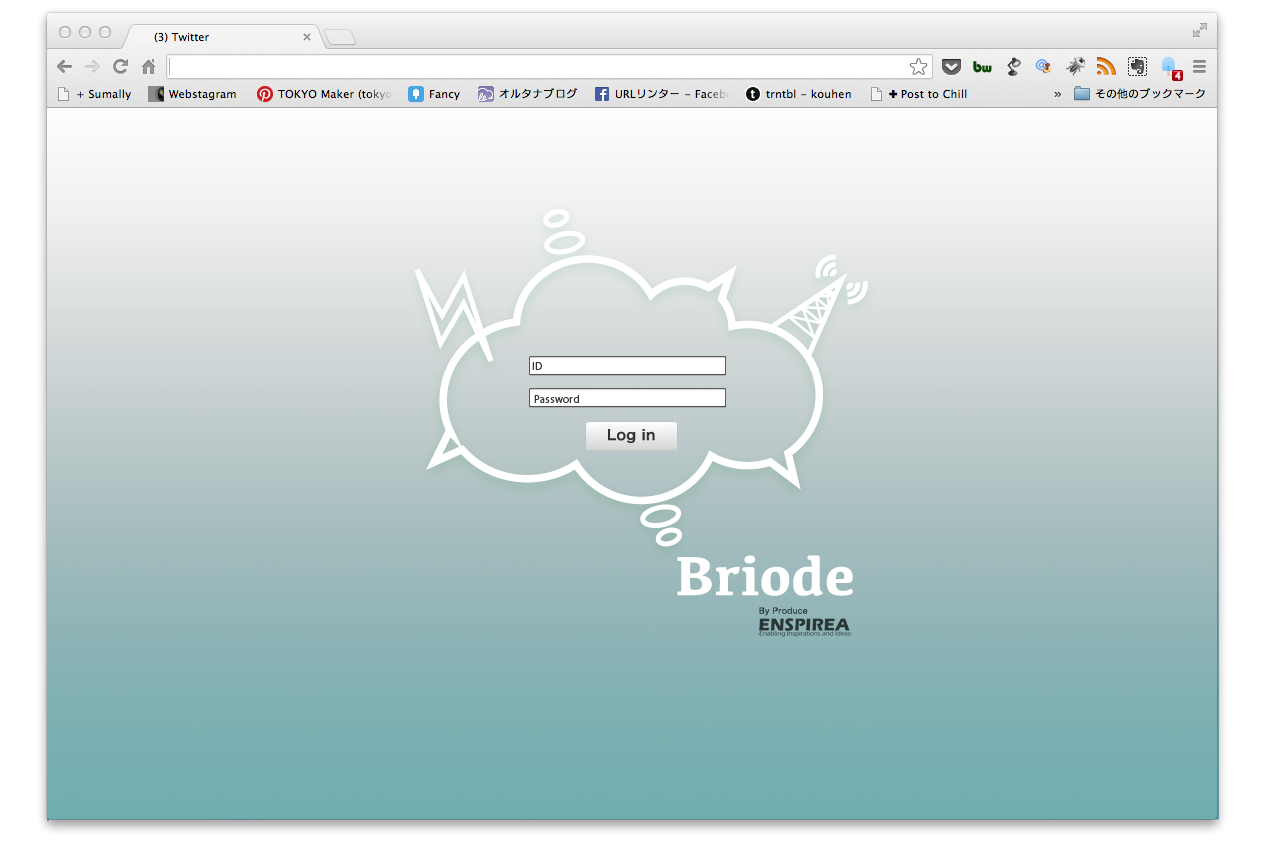 (3) Twitter
bw
4
+ Sumally
Webstagram
TOKYO Maker (tokyo
Fancy
オルタナブログ
URLリンター – Faceb
trntbl – kouhen
✚ Post to Chill
»
その他のブックマーク
ID
Password
Log in
Briode
By Produce
ENSPIREA
-Enabling Inspirations and Ideas-